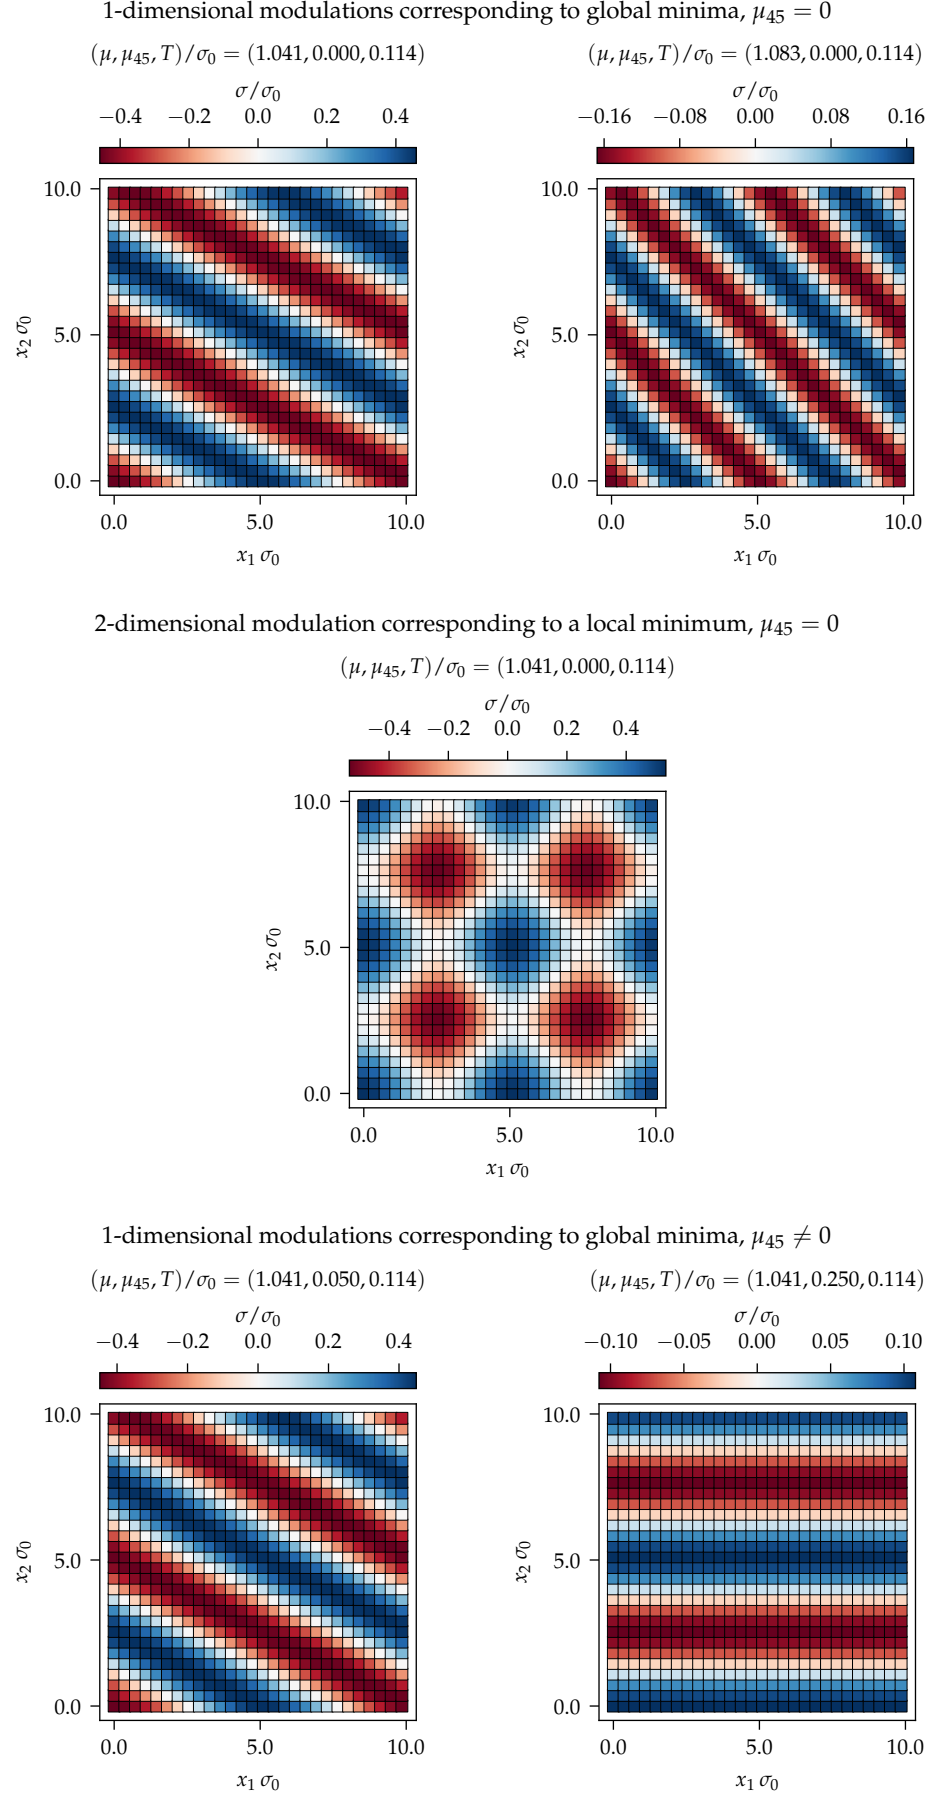 1-dimensional modulations corresponding to global minima, μ₄₅ = 0
(μ, μ₄₅, T)/σ₀ = (1.041, 0.000, 0.114)
σ/σ₀
−0.4 −0.2 0.0 0.2 0.4
10.0
5.0
0.0
x₂ σ₀
0.0 5.0 10.0
x₁ σ₀
(μ, μ₄₅, T)/σ₀ = (1.083, 0.000, 0.114)
σ/σ₀
−0.16 −0.08 0.00 0.08 0.16
10.0
5.0
0.0
x₂ σ₀
0.0 5.0 10.0
x₁ σ₀
2-dimensional modulation corresponding to a local minimum, μ₄₅ = 0
(μ, μ₄₅, T)/σ₀ = (1.041, 0.000, 0.114)
σ/σ₀
−0.4 −0.2 0.0 0.2 0.4
10.0
5.0
0.0
x₂ σ₀
0.0 5.0 10.0
x₁ σ₀
1-dimensional modulations corresponding to global minima, μ₄₅ ≠ 0
(μ, μ₄₅, T)/σ₀ = (1.041, 0.050, 0.114)
σ/σ₀
−0.4 −0.2 0.0 0.2 0.4
10.0
5.0
0.0
x₂ σ₀
0.0 5.0 10.0
x₁ σ₀
(μ, μ₄₅, T)/σ₀ = (1.041, 0.250, 0.114)
σ/σ₀
−0.10 −0.05 0.00 0.05 0.10
10.0
5.0
0.0
x₂ σ₀
0.0 5.0 10.0
x₁ σ₀